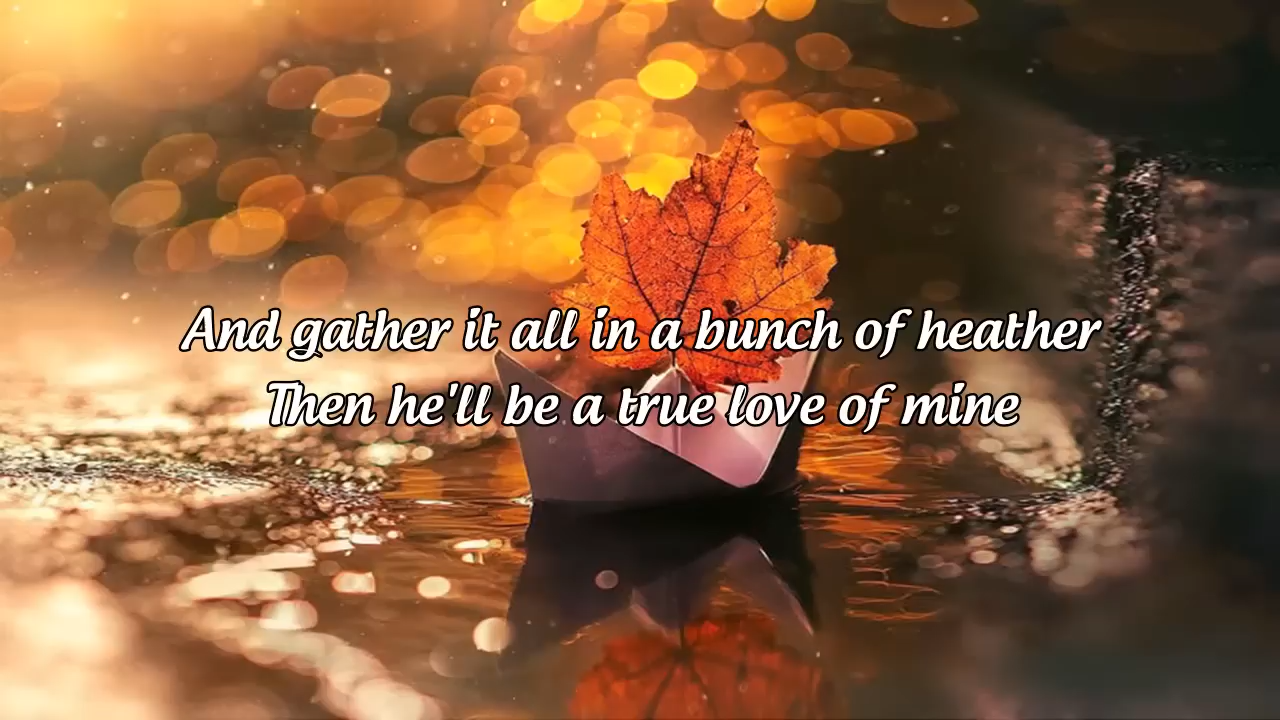 And gather it all in a bunch of heather
Then he'll be a true love of mine